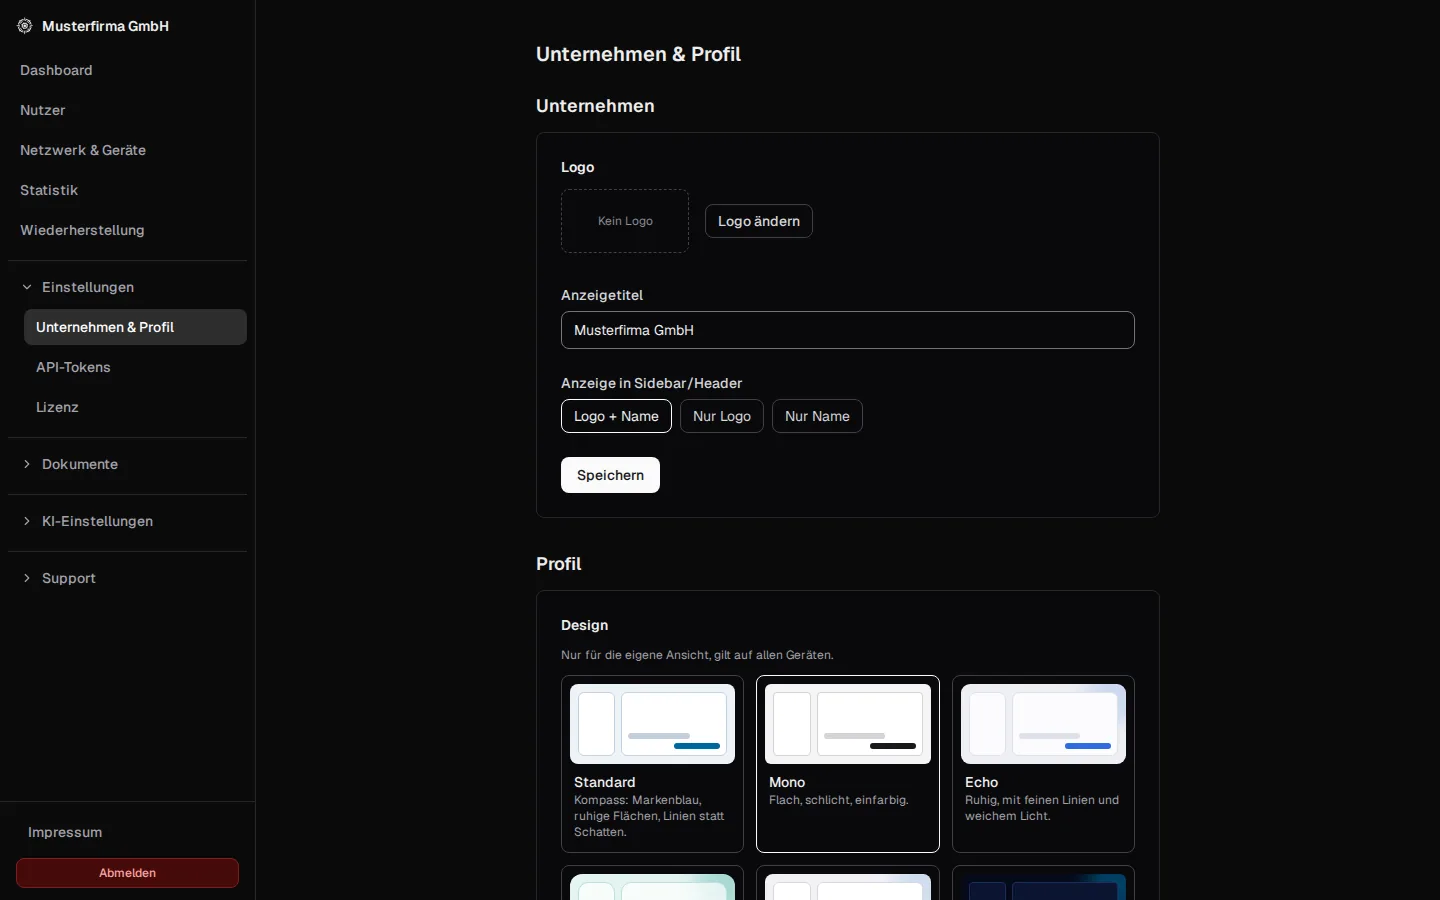 Musterfirma GmbH
Dashboard
Nutzer
Netzwerk & Geräte
Statistik
Wiederherstellung
Einstellungen
Unternehmen & Profil
API-Tokens
Lizenz
Dokumente
KI-Einstellungen
Support
Impressum
Abmelden
Unternehmen & Profil
Unternehmen
Logo
Kein Logo
Logo ändern
Anzeigetitel
Musterfirma GmbH
Anzeige in Sidebar/Header
Logo + Name
Nur Logo
Nur Name
Speichern
Profil
Design
Nur für die eigene Ansicht, gilt auf allen Geräten.
Standard
Kompass: Markenblau,
ruhige Flächen, Linien statt
Schatten.
Mono
Flach, schlicht, einfarbig.
Echo
Ruhig, mit feinen Linien und
weichem Licht.